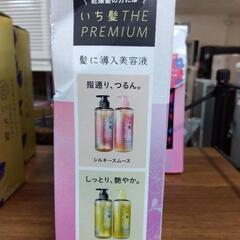 いち髪 THE
PREMIUM
髪に導入美容液
指通り、つるん。
シルキースムース
しっとり、艶やか。